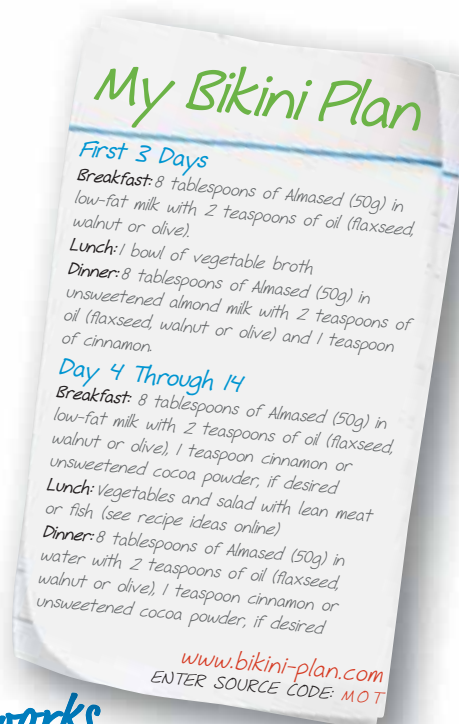 My Bikini Plan
First 3 Days
Breakfast: 8 tablespoons of Almased (50g) in
low-fat milk with 2 teaspoons of oil (flaxseed,
walnut or olive).
Lunch: 1 bowl of vegetable broth
Dinner: 8 tablespoons of Almased (50g) in
unsweetened almond milk with 2 teaspoons of
oil (flaxseed, walnut or olive) and 1 teaspoon
of cinnamon.
Day 4 Through 14
Breakfast: 8 tablespoons of Almased (50g) in
low-fat milk with 2 teaspoons of oil (flaxseed,
walnut or olive), 1 teaspoon cinnamon or
unsweetened cocoa powder, if desired
Lunch: Vegetables and salad with lean meat
or fish (see recipe ideas online)
Dinner: 8 tablespoons of Almased (50g) in
water with 2 teaspoons of oil (flaxseed,
walnut or olive), 1 teaspoon cinnamon or
unsweetened cocoa powder, if desired
www.bikini-plan.com
ENTER SOURCE CODE: MOT
works